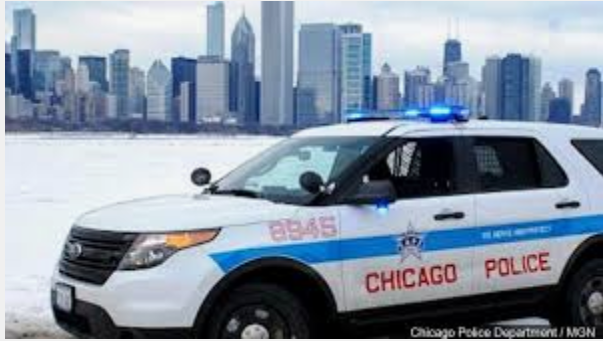 8945
WE SERVE AND PROTECT
CHICAGO POLICE
Chicago Police Department / MGN